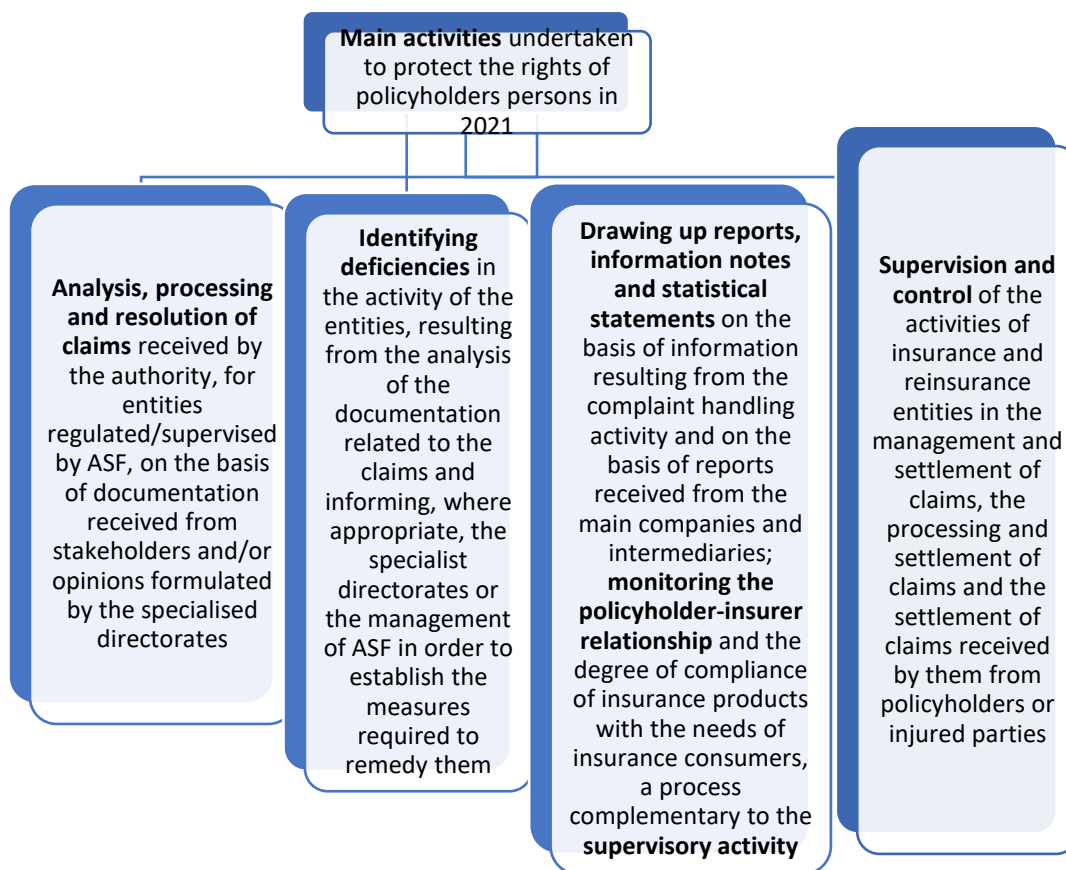 Main activities undertaken
to protect the rights of
policyholders persons in
2021
Analysis, processing
and resolution of
claims received by
the authority, for
entities
regulated/supervised
by ASF, on the basis
of documentation
received from
stakeholders and/or
opinions formulated
by the specialised
directorates
Identifying
deficiencies in
the activity of the
entities, resulting
from the analysis
of the
documentation
related to the
claims and
informing, where
appropriate, the
specialist
directorates or
the management
of ASF in order to
establish the
measures
required to
remedy them
Drawing up reports,
information notes
and statistical
statements on the
basis of information
resulting from the
complaint handling
activity and on the
basis of reports
received from the
main companies and
intermediaries;
monitoring the
policyholder-insurer
relationship and the
degree of compliance
of insurance products
with the needs of
insurance consumers,
a process
complementary to the
supervisory activity
Supervision and
control of the
activities of
insurance and
reinsurance
entities in the
management and
settlement of
claims, the
processing and
settlement of
claims and the
settlement of
claims received
by them from
policyholders or
injured parties